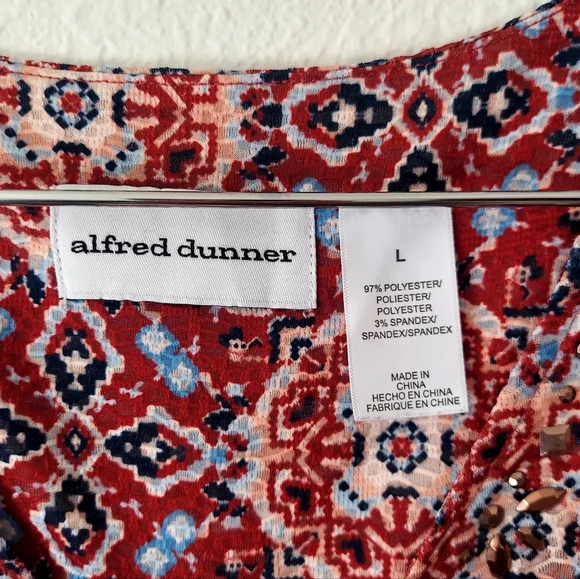 alfred dunner
L
97% POLYESTER/
POLIESTER/
POLYESTER
3% SPANDEX/
SPANDEX/SPANDEX
MADE IN
CHINA
HECHO EN CHINA
FABRIQUE EN CHINE